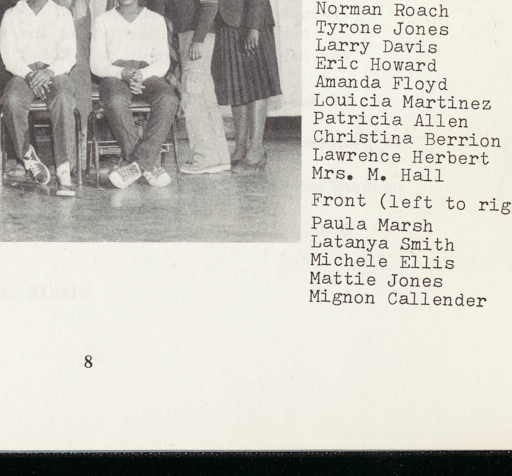 Norman Roach
Tyrone Jones
Larry Davis
Eric Howard
Amanda Floyd
Louicia Martinez
Patricia Allen
Christina Berrion
Lawrence Herbert
Mrs. M. Hall
Front (left to rig
Paula Marsh
Latanya Smith
Michele Ellis
Mattie Jones
Mignon Callender
8